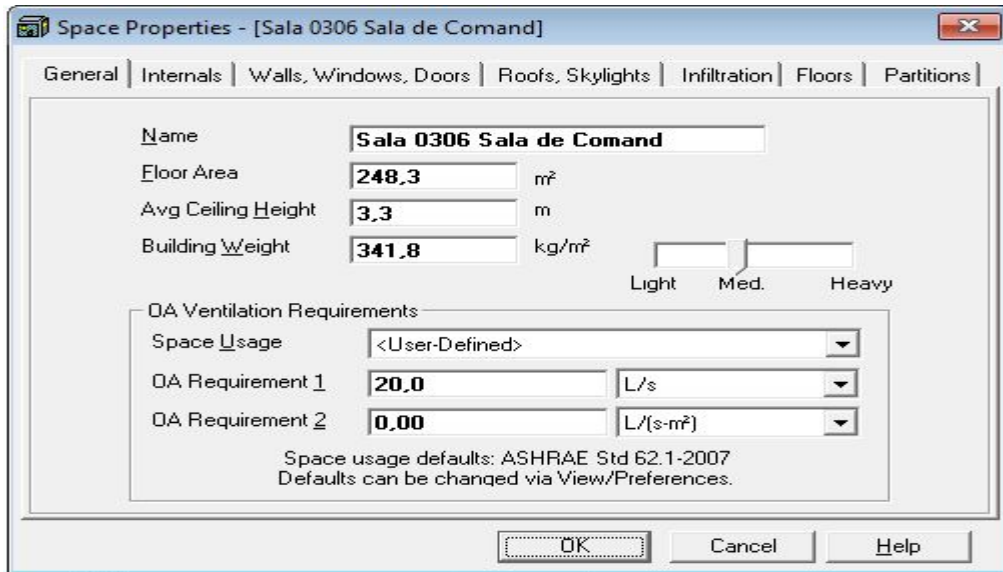 Space Properties - [Sala 0306 Sala de Comand]
General Internals Walls, Windows, Doors Roofs, Skylights Infiltration Floors Partitions
Name Sala 0306 Sala de Comand
Floor Area 248,3 m²
Avg Ceiling Height 3,3 m
Building Weight 341,8 kg/m²
Light Med. Heavy
OA Ventilation Requirements
Space Usage <User-Defined>
OA Requirement 1 20,0 L/s
OA Requirement 2 0,00 L/(s-m²)
Space usage defaults: ASHRAE Std 62.1-2007
Defaults can be changed via View/Preferences.
OK Cancel Help